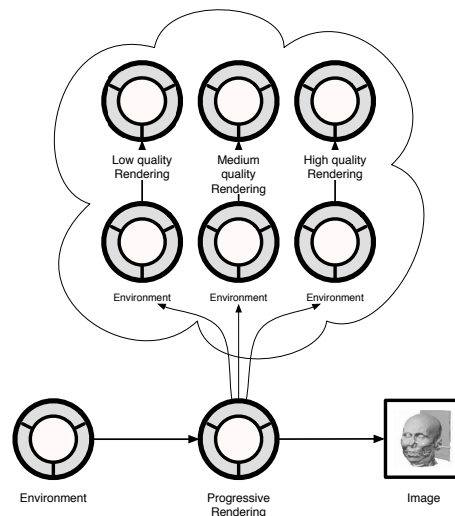 Low quality
Rendering
Medium
quality
Rendering
High quality
Rendering
Environment
Environment
Environment
Environment
Progressive
Rendering
Image